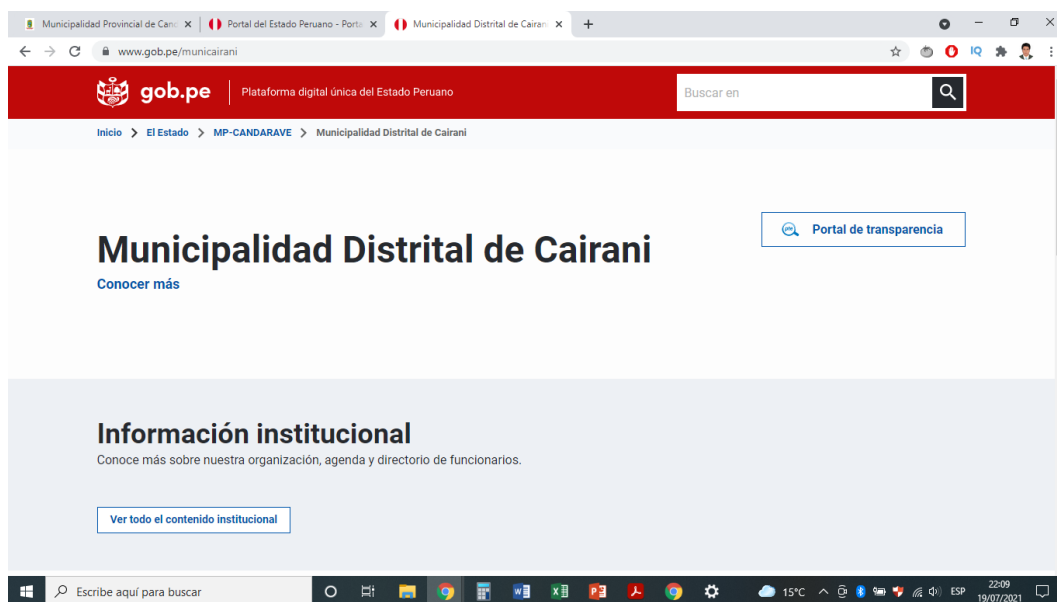 Municipalidad Provincial de Canc
Portal del Estado Peruano - Porta
Municipalidad Distrital de Cairan
www.gob.pe/municairani
IQ
gob.pe
Plataforma digital única del Estado Peruano
Buscar en
Inicio > El Estado > MP-CANDARAVE > Municipalidad Distrital de Cairani
Portal de transparencia
Municipalidad Distrital de Cairani
Conocer más
Información institucional
Conoce más sobre nuestra organización, agenda y directorio de funcionarios.
Ver todo el contenido institucional
Escribe aquí para buscar
15°C
ESP
22:09
19/07/2021